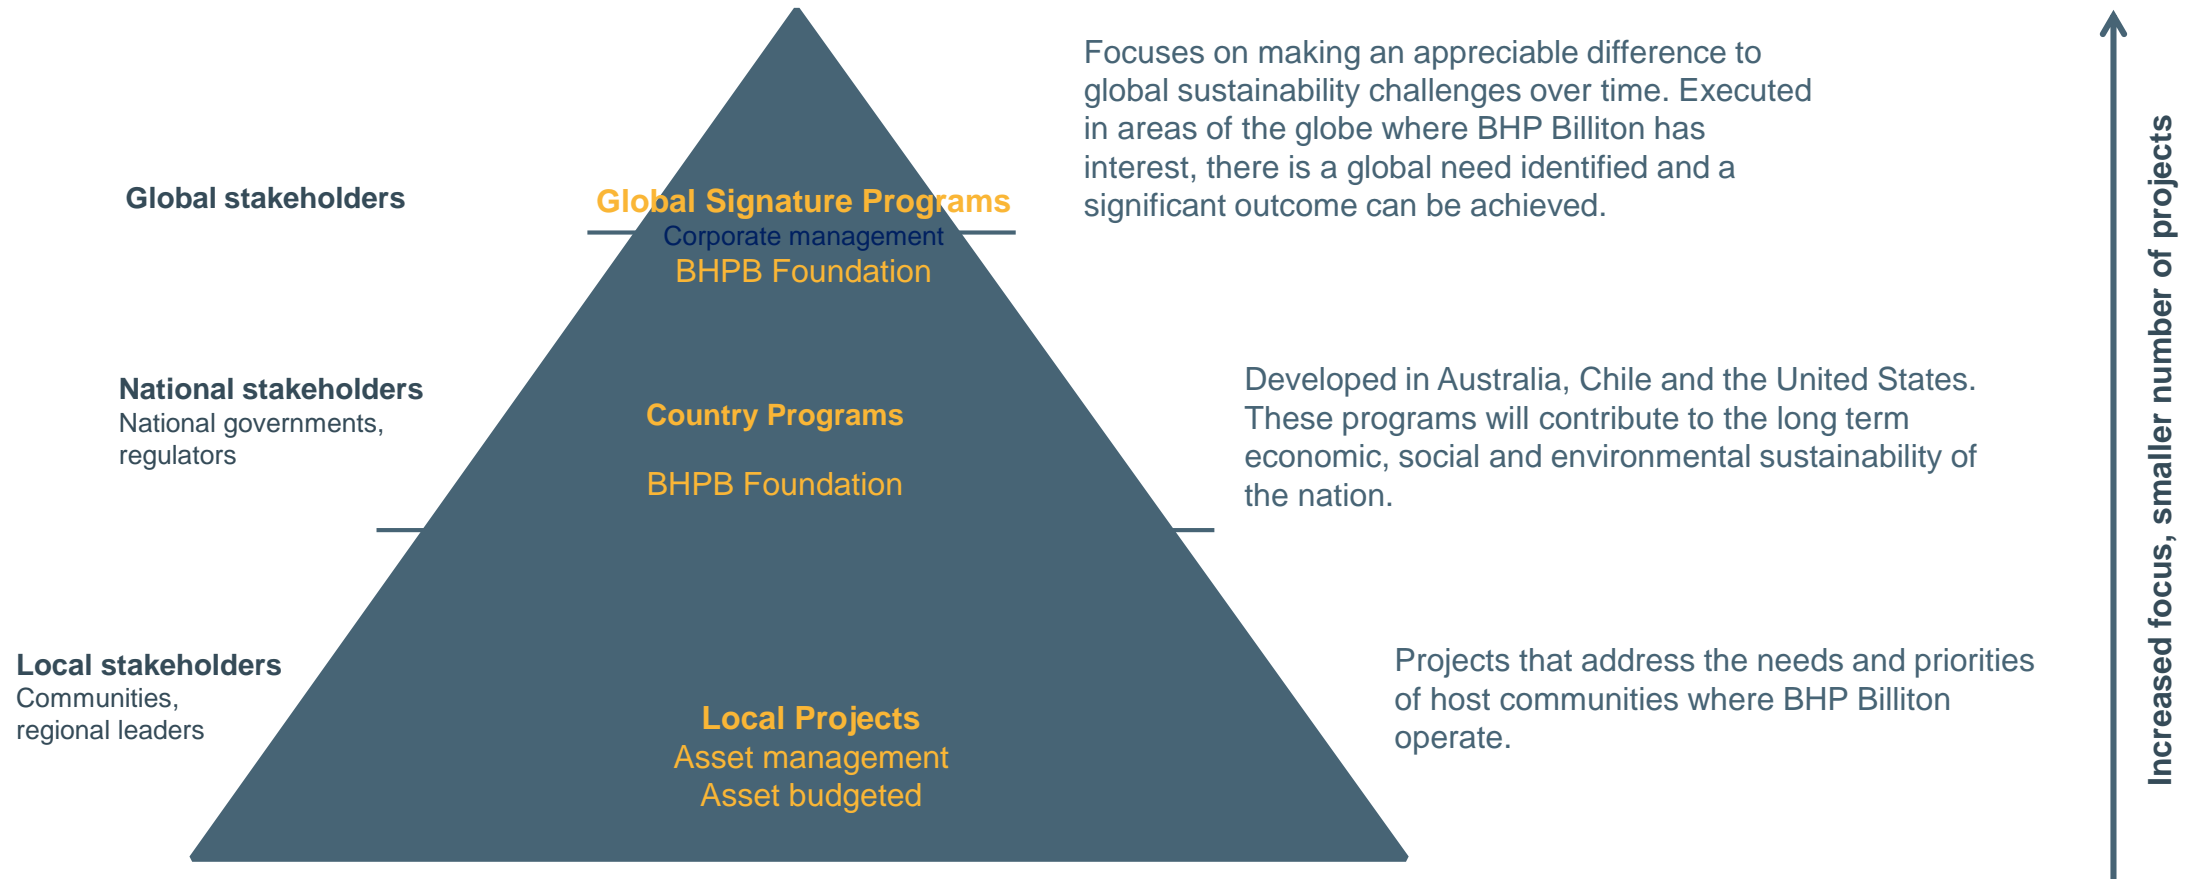 Global stakeholders
Global Signature Programs
Corporate management
BHPB Foundation
Focuses on making an appreciable difference to
global sustainability challenges over time. Executed
in areas of the globe where BHP Billiton has
interest, there is a global need identified and a
significant outcome can be achieved.
National stakeholders
National governments,
regulators
Country Programs
BHPB Foundation
Developed in Australia, Chile and the United States.
These programs will contribute to the long term
economic, social and environmental sustainability of
the nation.
Local stakeholders
Communities,
regional leaders
Local Projects
Asset management
Asset budgeted
Projects that address the needs and priorities
of host communities where BHP Billiton
operate.
Increased focus, smaller number of projects